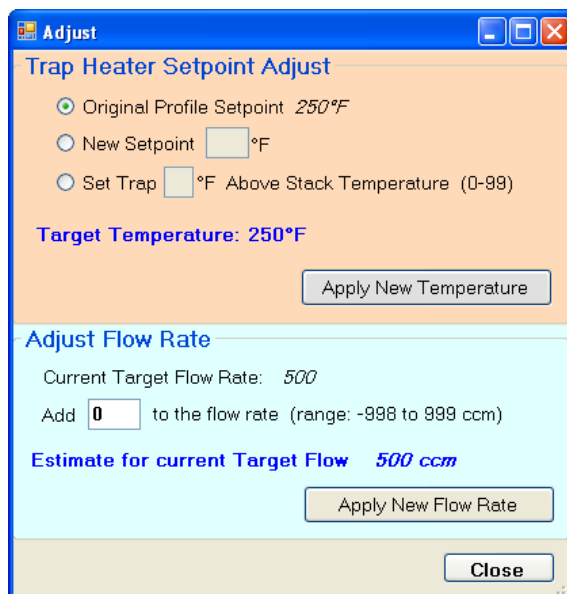 Adjust
Trap Heater Setpoint Adjust
Original Profile Setpoint 250°F
New Setpoint °F
Set Trap °F Above Stack Temperature (0-99)
Target Temperature: 250°F
Apply New Temperature
Adjust Flow Rate
Current Target Flow Rate: 500
Add 0 to the flow rate (range: -998 to 999 ccm)
Estimate for current Target Flow 500 ccm
Apply New Flow Rate
Close